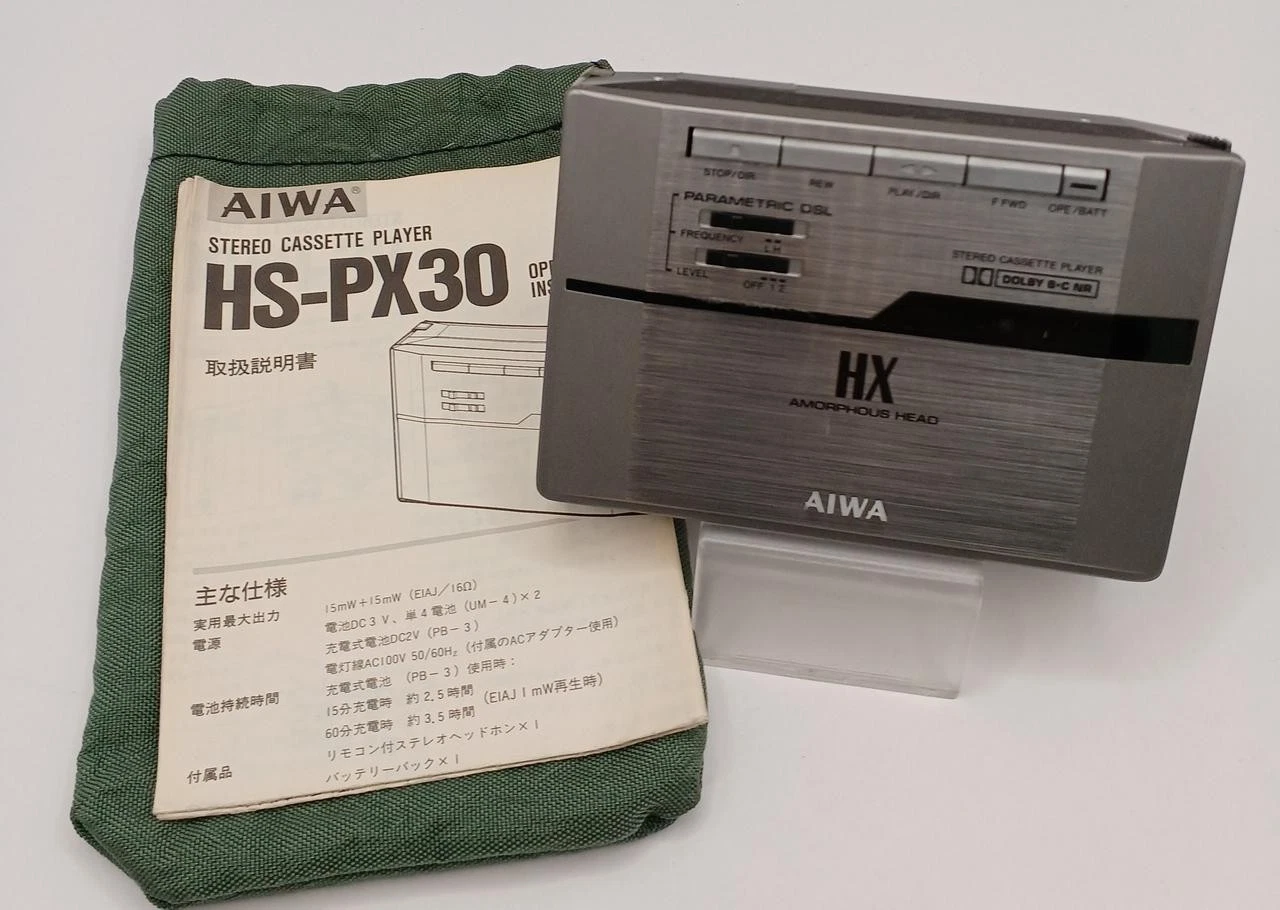 AIWA®
STEREO CASSETTE PLAYER
HS-PX30
取扱説明書
主な仕様
実用最大出力 15mW+15mW (EIAJ/16Ω)
電源 電池DC3V、単4電池 (UM-4)×2
充電式電池DC2V (PB-3)
電灯線AC100V 50/60Hz (付属のACアダプター使用)
電池持続時間 充電式電池 (PB-3) 使用時:
15分充電時 約2.5時間 (EIAJ 1mW再生時)
60分充電時 約3.5時間
付属品 リモコン付ステレオヘッドホン×1
バッテリーパック×1
STOP/DIR REW PLAY/DIR F FWD OPE/BATT
PARAMETRIC DSL
FREQUENCY L H
LEVEL OFF 1 2
STEREO CASSETTE PLAYER
DOLBY B·C NR
HX
AMORPHOUS HEAD
AIWA